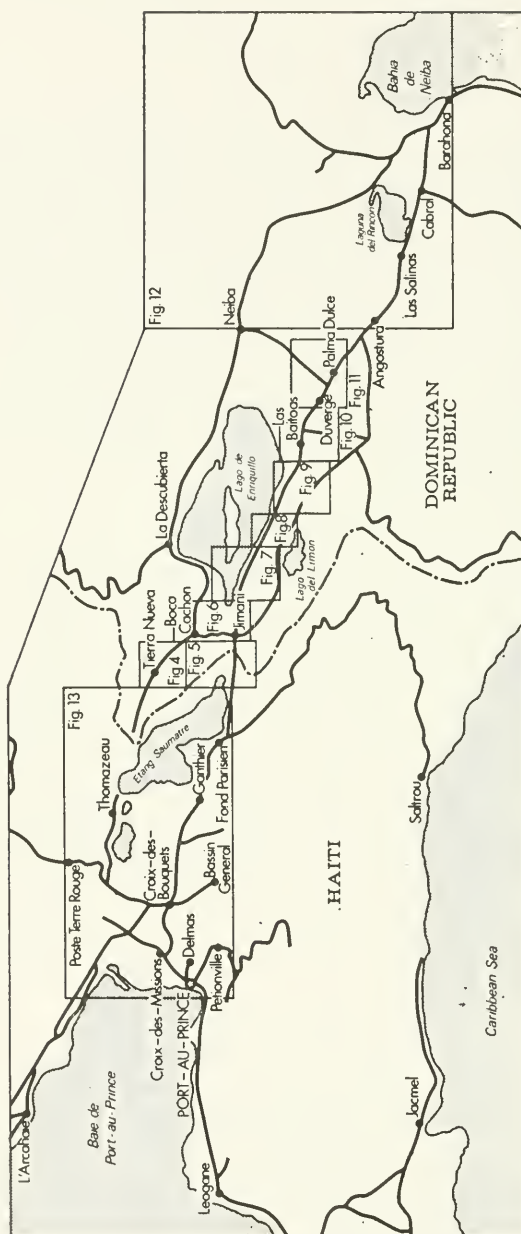 L'Arcahaie
Baie de
Port-au-Prince
Poste Terre Rouge
Fig. 13
Thomazeau
Etang Saumatre
Croix-des-
Bouquets
Croix-des-Missions
Delmas
PORT-AU-PRINCE
Petionville
Bassin
General
Ganthier
Fond Parisien
Leogane
Jacmel
HAITI
Saltrou
Caribbean Sea
Tierra Nueva
Fig 4
Boca
Cachon
Fig. 5
Jimani
La Descubierta
Fig. 6
Fig. 7
Lago de
Enriquillo
Fig. 8
Lago
del Limon
Fig. 9
Las
Baitoas
Fig. 10
Duverge
Fig. 11
Palma Dulce
Neiba
Fig. 12
Angostura
Las Salinas
Laguna
del Rincon
Cabral
Barahona
Bahia
de
Neiba
DOMINICAN
REPUBLIC